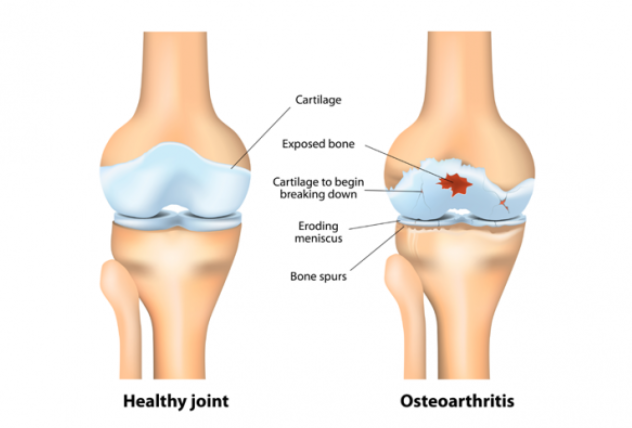 Cartilage
Exposed bone
Cartilage to begin
breaking down
Eroding
meniscus
Bone spurs
Healthy joint
Osteoarthritis